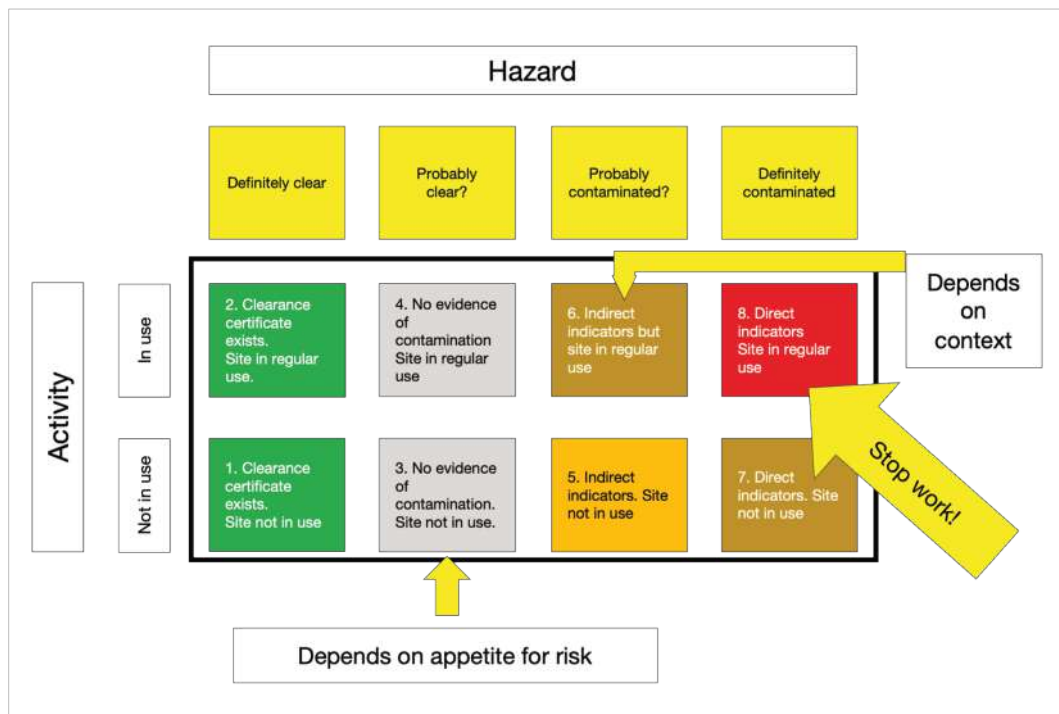 Hazard
Definitely clear
Probably
clear?
Probably
contaminated?
Definitely
contaminated
Activity
In use
2. Clearance
certificate
exists.
Site in regular
use.
4. No evidence
of
contamination
Site in regular
use
6. Indirect
indicators but
site in regular
use
8. Direct
indicators
Site in regular
use
Depends
on
context
Not in use
1. Clearance
certificate
exists.
Site not in use
3. No evidence
of
contamination.
Site not in use.
5. Indirect
indicators. Site
not in use
7. Direct
indicators. Site
not in use
Stop work!
Depends on appetite for risk